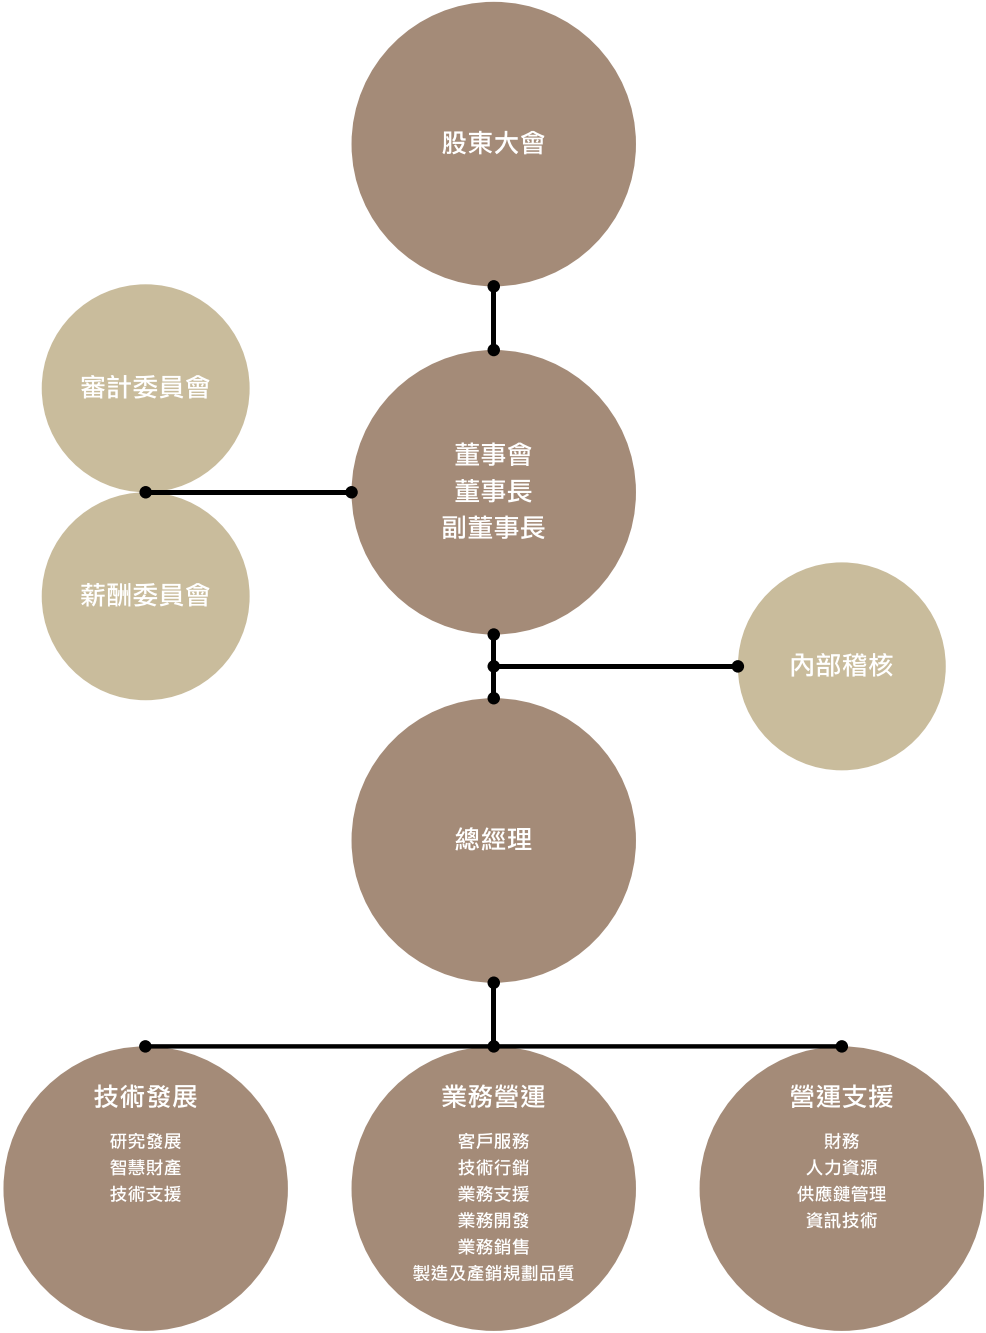 股東大會
審計委員會
董事會
董事長
副董事長
薪酬委員會
內部稽核
總經理
技術發展
研究發展
智慧財產
技術支援
業務營運
客戶服務
技術行銷
業務支援
業務開發
業務銷售
製造及產銷規劃品質
營運支援
財務
人力資源
供應鏈管理
資訊技術